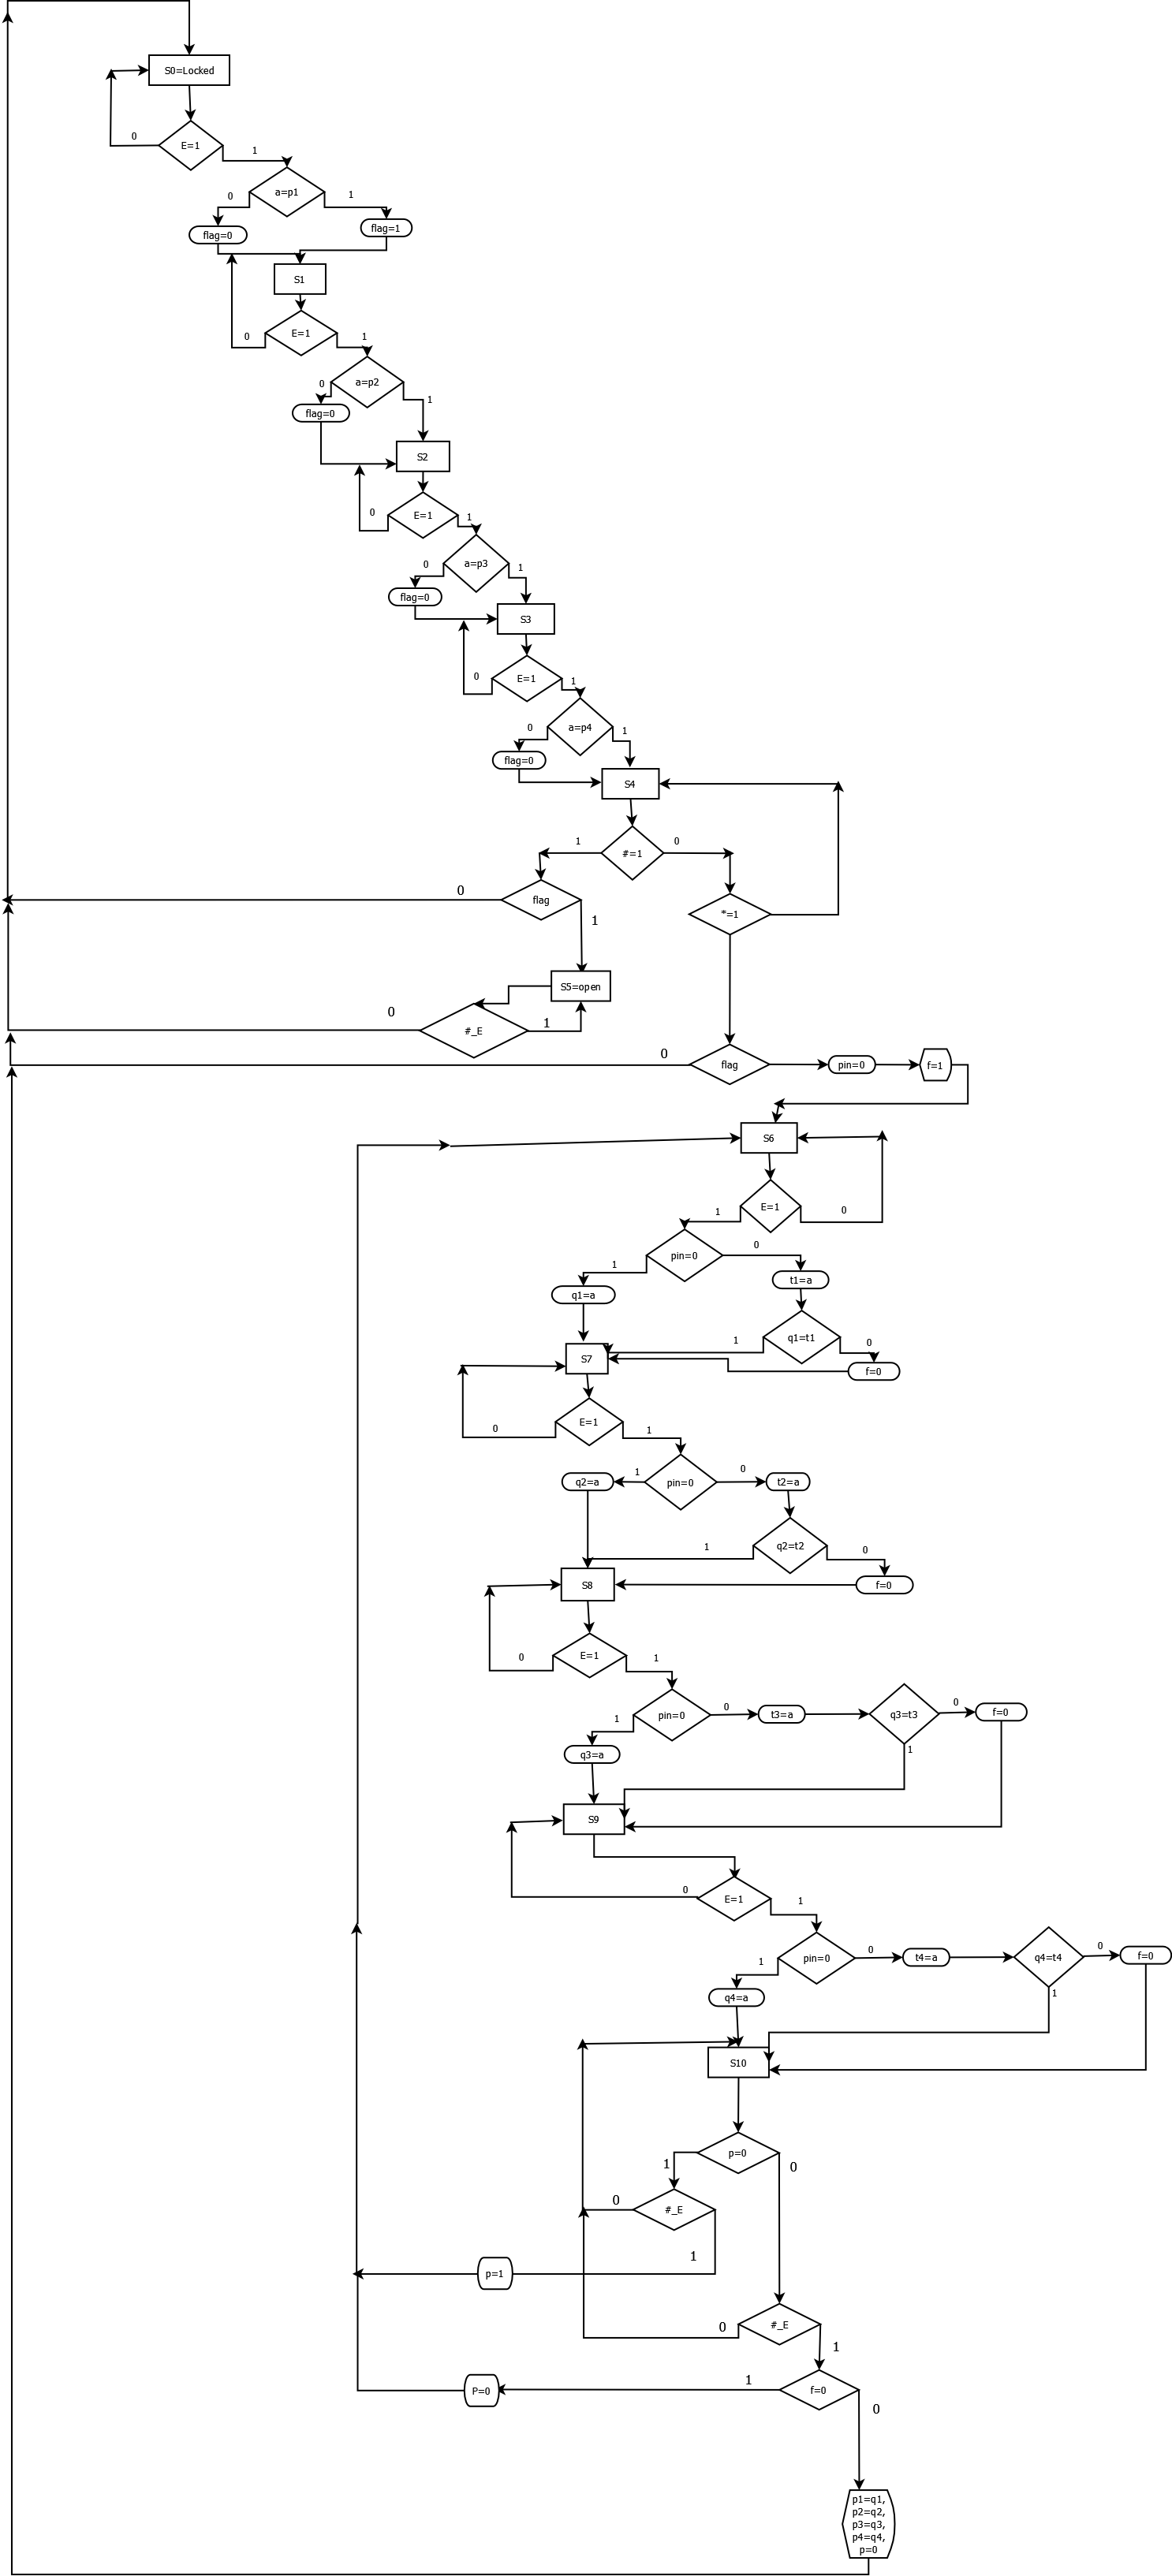 S0=Locked
0
E=1
1
a=p1
0
1
flag=0
flag=1
S1
E=1
0
1
a=p2
0
1
flag=0
S2
0
E=1
1
a=p3
0
1
flag=0
S3
0
E=1
1
a=p4
0
1
flag=0
S4
1
#=1
0
0
flag
1
*=1
S5=open
0
#_E
1
0
flag
pin=0
f=1
S6
E=1
1
0
pin=0
0
1
t1=a
q1=a
q1=t1
1
0
S7
f=0
E=1
0
1
q2=a
1
pin=0
0
t2=a
q2=t2
1
0
S8
f=0
0
E=1
1
pin=0
0
t3=a
q3=t3
0
f=0
1
1
q3=a
S9
0
E=1
1
pin=0
0
t4=a
q4=t4
0
f=0
1
1
q4=a
S10
p=0
1
0
0
#_E
1
p=1
0
#_E
1
1
f=0
P=0
0
p1=q1,
p2=q2,
p3=q3,
p4=q4,
p=0